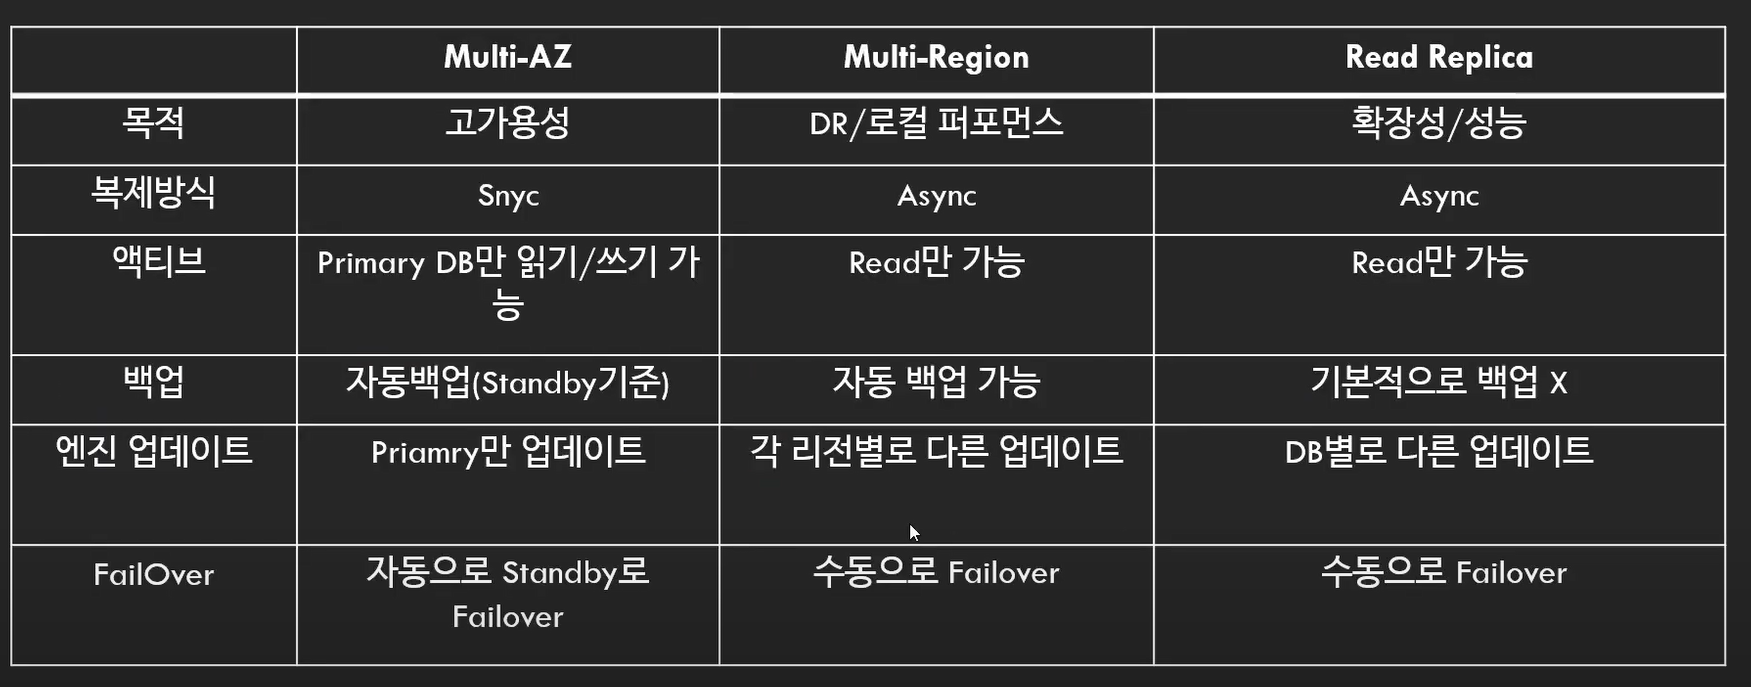 Multi-AZ Multi-Region Read Replica
목적 고가용성 DR/로컬 퍼포먼스 확장성/성능
복제방식 Snyc Async Async
액티브 Primary DB만 읽기/쓰기 가 Read만 가능 Read만 가능
능
백업 자동백업(Standby기준) 자동 백업 가능 기본적으로 백업 X
엔진 업데이트 Priamry만 업데이트 각 리전별로 다른 업데이트 DB별로 다른 업데이트
FailOver 자동으로 Standby로 수동으로 Failover 수동으로 Failover
Failover